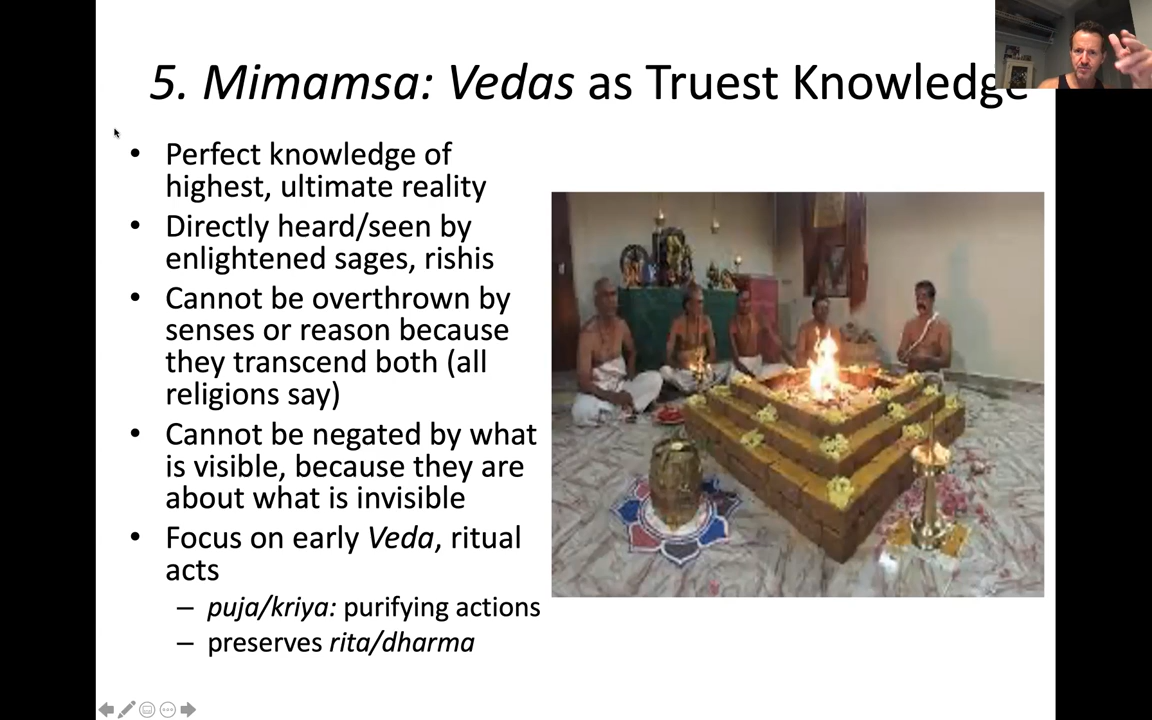 5. Mimamsa: Vedas as Truest Knowledge
• Perfect knowledge of
highest, ultimate reality
• Directly heard/seen by
enlightened sages, rishis
• Cannot be overthrown by
senses or reason because
they transcend both (all
religions say)
• Cannot be negated by what
is visible, because they are
about what is invisible
• Focus on early Veda, ritual
acts
– puja/kriya: purifying actions
– preserves rita/dharma